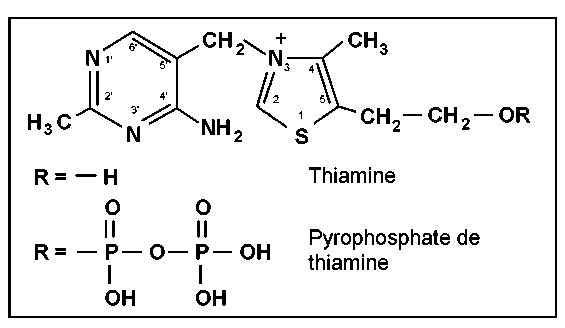 CH2 + CH3
N 6' 5' N 3 4
1'
2' 4' 2 1 5
H3C 3' N NH2 S CH2 — CH2 — OR
R = — H Thiamine
O O
R = — P — O — P — OH Pyrophosphate de
thiamine
OH OH